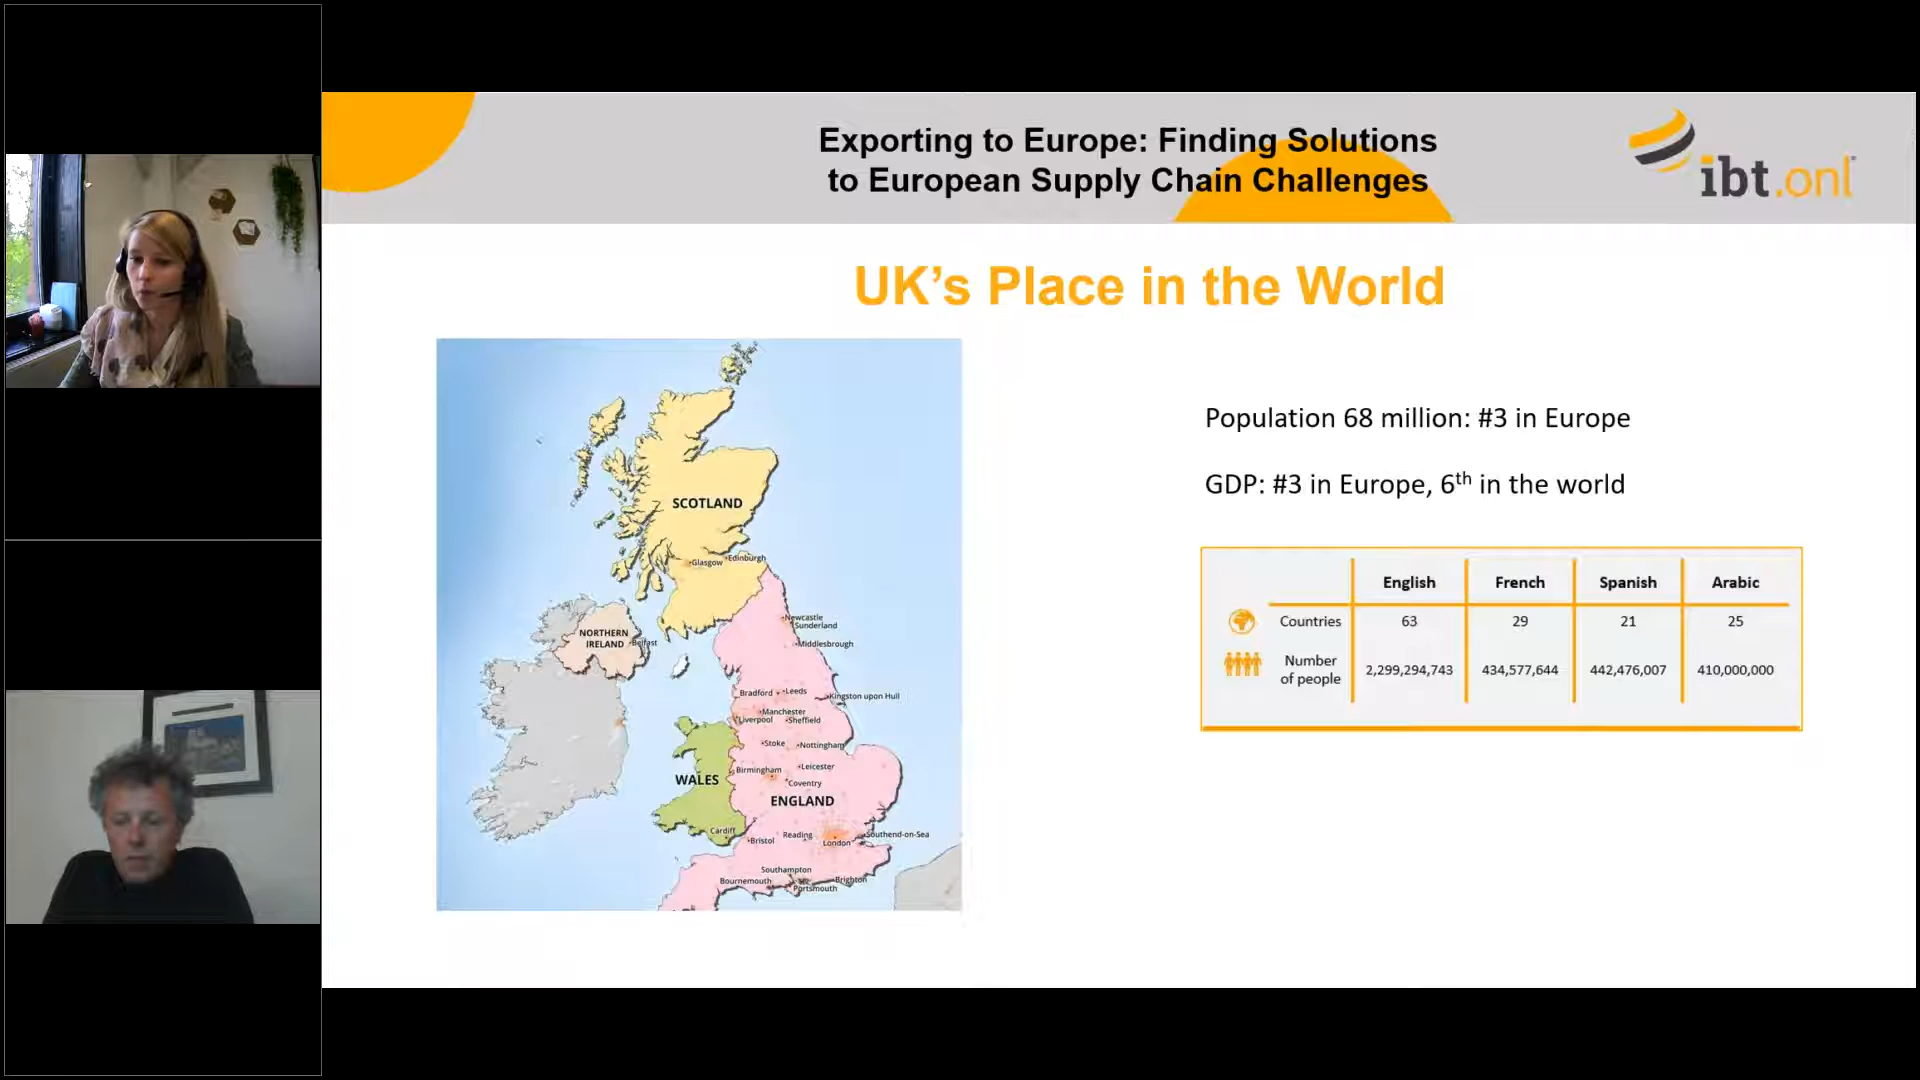 Exporting to Europe: Finding Solutions
to European Supply Chain Challenges
ibt.onl
UK’s Place in the World
SCOTLAND
Glasgow
Edinburgh
NORTHERN
IRELAND
Belfast
Newcastle
Sunderland
Middlesbrough
Bradford
Leeds
Kingston upon Hull
Manchester
Liverpool
Sheffield
Stoke
Nottingham
Birmingham
Leicester
WALES
Coventry
ENGLAND
Cardiff
Bristol
Reading
London
Southend-on-Sea
Southampton
Bournemouth
Brighton
Portsmouth
Population 68 million: #3 in Europe
GDP: #3 in Europe, 6th in the world
English French Spanish Arabic
Countries 63 29 21 25
Number
of people 2,299,294,743 434,577,644 442,476,007 410,000,000